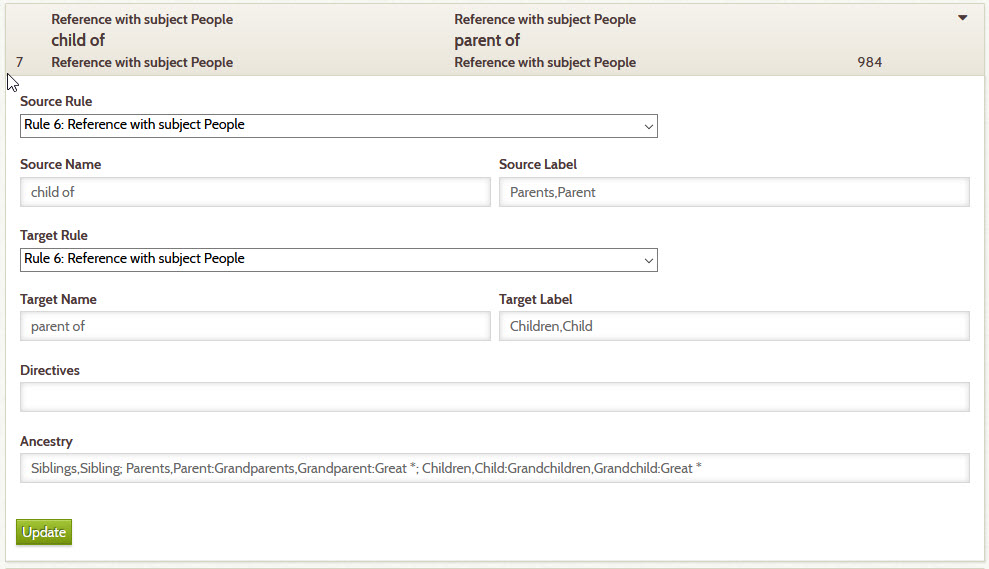 Reference with subject People Reference with subject People
child of parent of
7 Reference with subject People Reference with subject People 984
Source Rule
Rule 6: Reference with subject People
Source Name Source Label
child of Parents,Parent
Target Rule
Rule 6: Reference with subject People
Target Name Target Label
parent of Children,Child
Directives
Ancestry
Siblings,Sibling; Parents,Parent:Grandparents,Grandparent:Great *; Children,Child:Grandchildren,Grandchild:Great *
Update